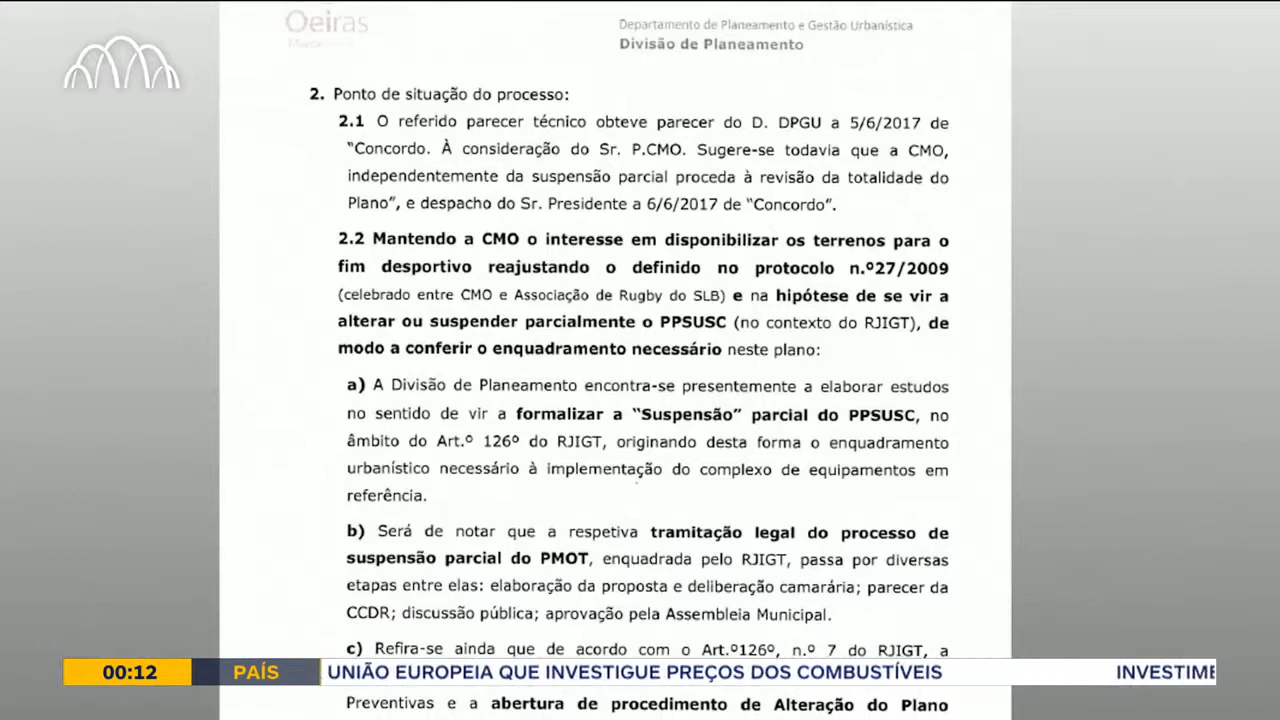 Oeiras
Departamento de Planeamento e Gestão Urbanística
Divisão de Planeamento
2. Ponto de situação do processo:
2.1 O referido parecer técnico obteve parecer do D. DPGU a 5/6/2017 de
“Concordo. À consideração do Sr. P.CMO. Sugere-se todavia que a CMO,
independentemente da suspensão parcial proceda à revisão da totalidade do
Plano”, e despacho do Sr. Presidente a 6/6/2017 de “Concordo”.
2.2 Mantendo a CMO o interesse em disponibilizar os terrenos para o
fim desportivo reajustando o definido no protocolo n.º27/2009
(celebrado entre CMO e Associação de Rugby do SLB) e na hipótese de se vir a
alterar ou suspender parcialmente o PPSUSC (no contexto do RJIGT), de
modo a conferir o enquadramento necessário neste plano:
a) A Divisão de Planeamento encontra-se presentemente a elaborar estudos
no sentido de vir a formalizar a “Suspensão” parcial do PPSUSC, no
âmbito do Art.º 126º do RJIGT, originando desta forma o enquadramento
urbanístico necessário à implementação do complexo de equipamentos em
referência.
b) Será de notar que a respetiva tramitação legal do processo de
suspensão parcial do PMOT, enquadrada pelo RJIGT, passa por diversas
etapas entre elas: elaboração da proposta e deliberação camarária; parecer da
CCDR; discussão pública; aprovação pela Assembleia Municipal.
c) Refira-se ainda que de acordo com o Art.º126º, n.º 7 do RJIGT, a
00:12 PAÍS UNIÃO EUROPEIA QUE INVESTIGUE PREÇOS DOS COMBUSTÍVEIS INVESTIME
Preventivas e a abertura de procedimento de Alteração do Plano